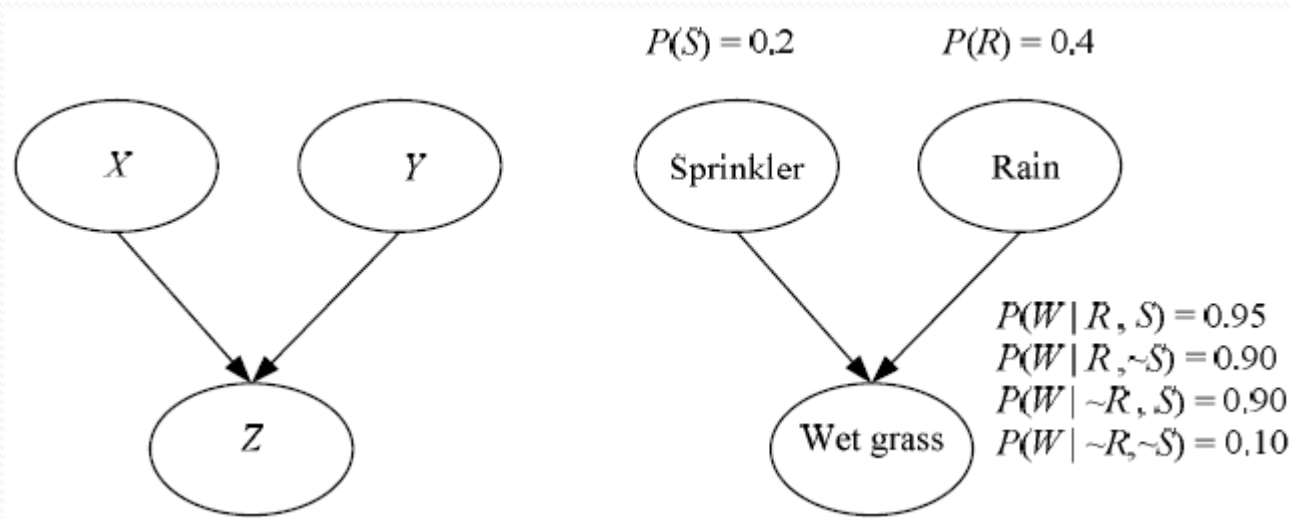 P(S) = 0.2
P(R) = 0.4
X
Y
Sprinkler
Rain
P(W | R, S) = 0.95
P(W | R,~S) = 0.90
P(W | ~R, S) = 0.90
P(W | ~R,~S) = 0.10
Z
Wet grass